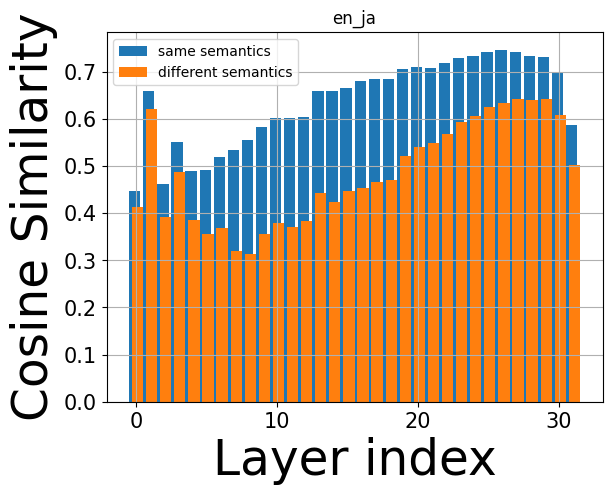 en_ja
same semantics
different semantics
Cosine Similarity
0.7
0.6
0.5
0.4
0.3
0.2
0.1
0.0
0 10 20 30
Layer index